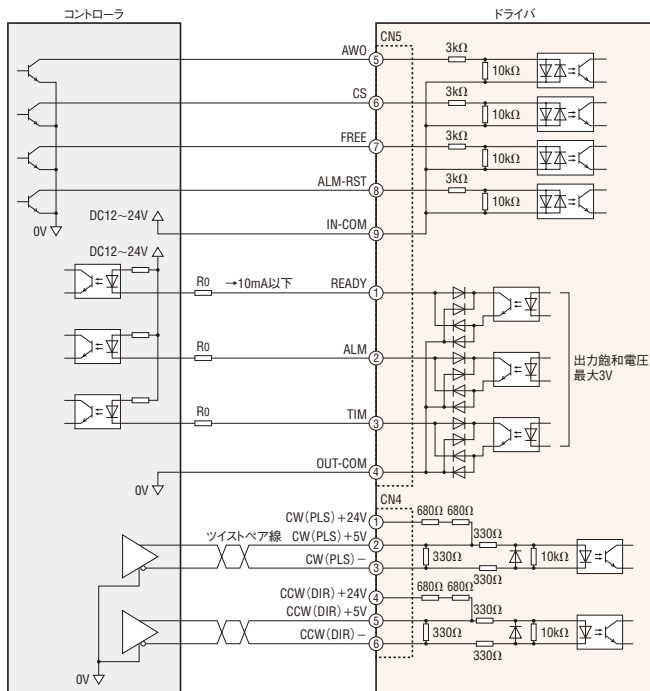 コントローラ
ドライバ
CN5
AWO
5
3kΩ
10kΩ
CS
6
3kΩ
10kΩ
FREE
7
3kΩ
10kΩ
ALM-RST
8
3kΩ
10kΩ
DC12~24V
0V
IN-COM
9
DC12~24V
R0
→10mA以下
READY
1
R0
ALM
2
出力飽和電圧
最大3V
R0
TIM
3
OUT-COM
4
0V
CN4
CW(PLS)+24V
1
680Ω 680Ω
ツイストペア線
CW(PLS)+5V
2
330Ω
330Ω
10kΩ
CW(PLS)-
3
330Ω
CCW(DIR)+24V
4
680Ω 680Ω
CCW(DIR)+5V
5
330Ω
330Ω
10kΩ
CCW(DIR)-
6
330Ω
0V